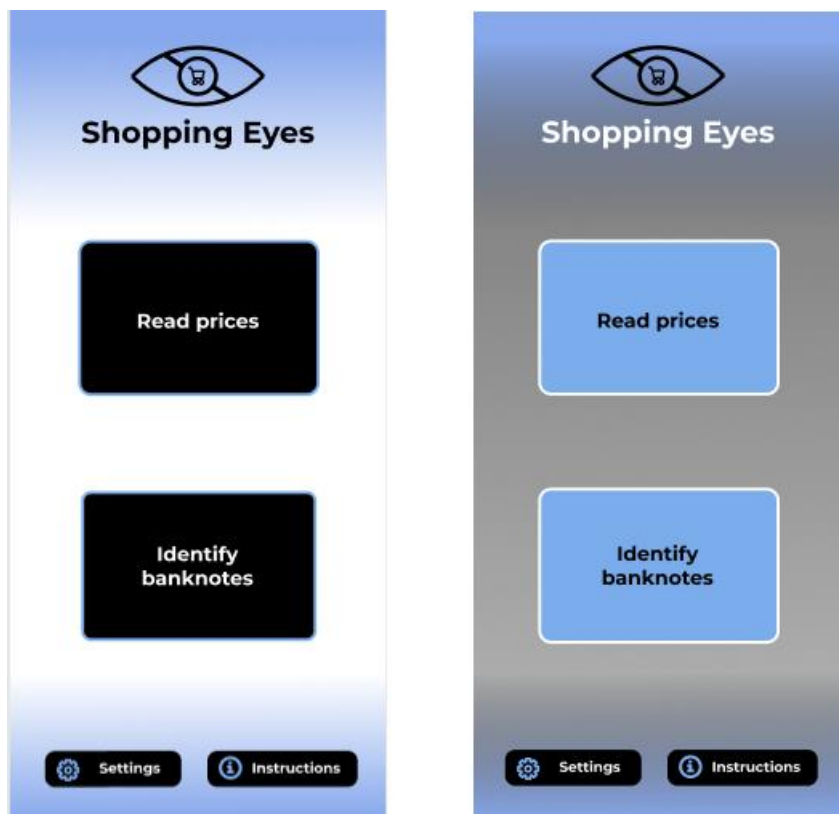 Shopping Eyes
Read prices
Identify
banknotes
Settings
Instructions
Shopping Eyes
Read prices
Identify
banknotes
Settings
Instructions